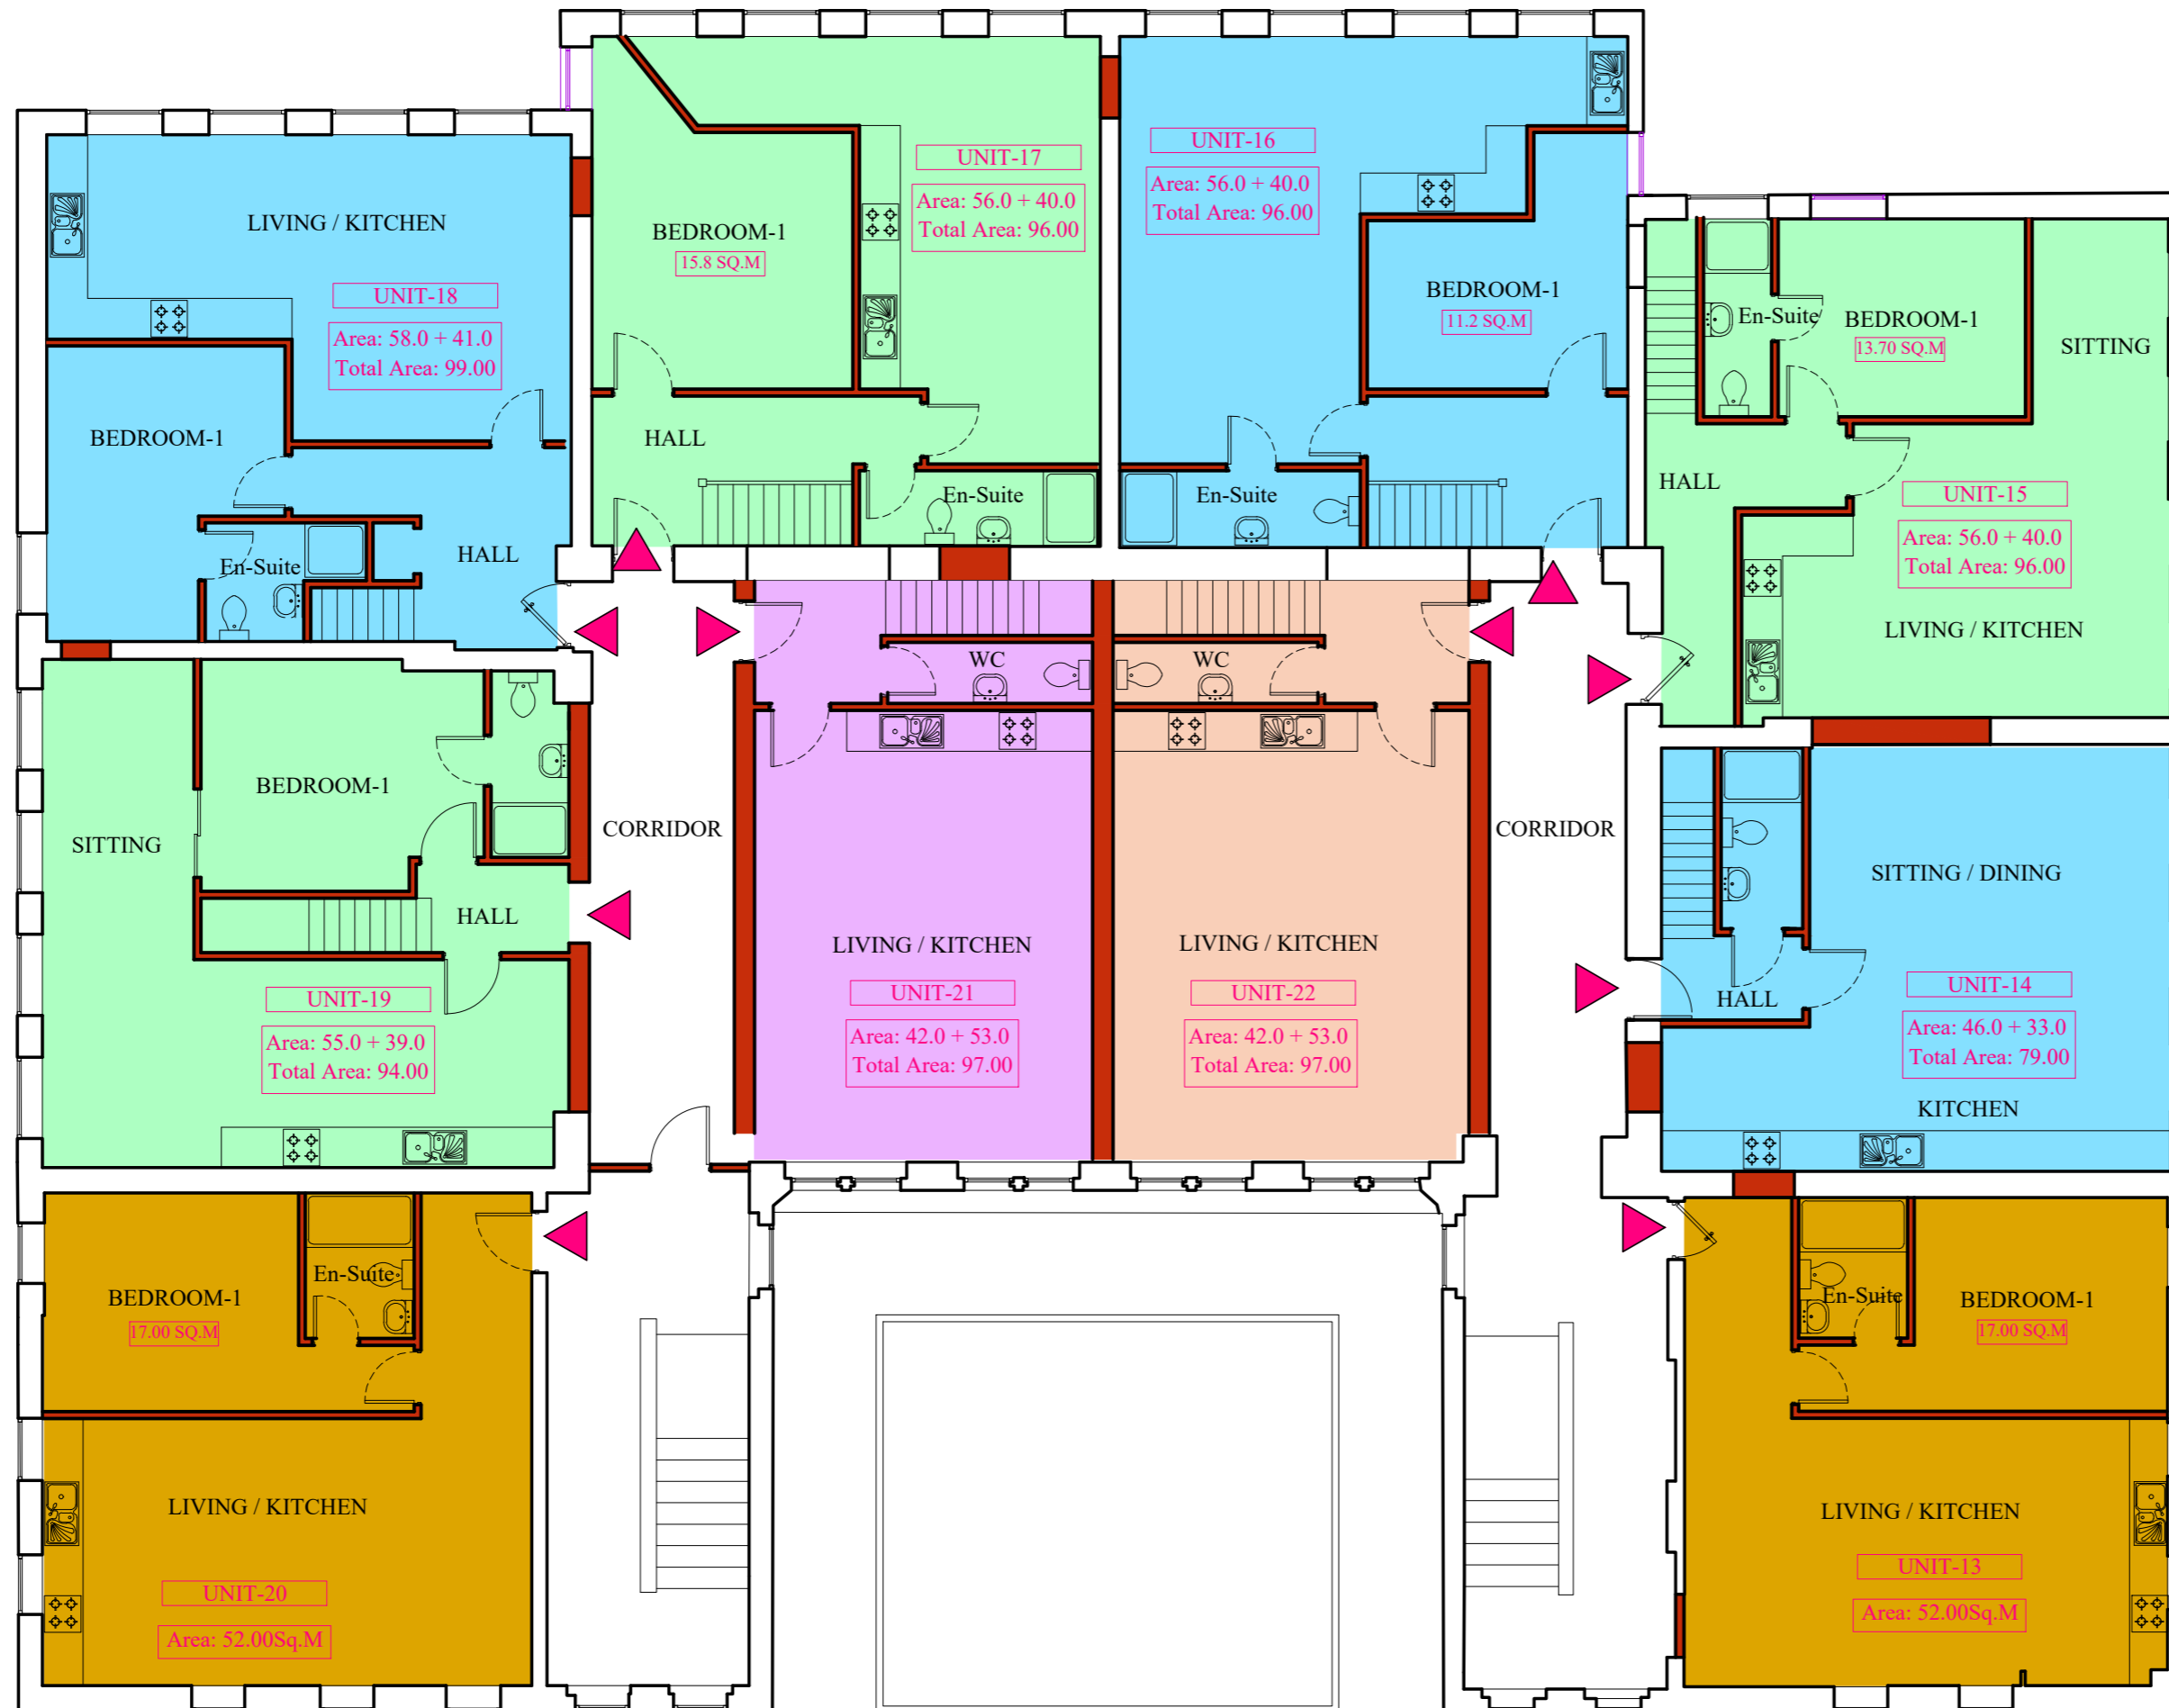 LIVING / KITCHEN
UNIT-18
Area: 58.0 + 41.0
Total Area: 99.00
BEDROOM-1
En-Suite
HALL
BEDROOM-1
15.8 SQ.M
UNIT-17
Area: 56.0 + 40.0
Total Area: 96.00
HALL
En-Suite
UNIT-16
Area: 56.0 + 40.0
Total Area: 96.00
BEDROOM-1
11.2 SQ.M
En-Suite
En-Suite
BEDROOM-1
13.70 SQ.M
SITTING
HALL
UNIT-15
Area: 56.0 + 40.0
Total Area: 96.00
LIVING / KITCHEN
BEDROOM-1
SITTING
HALL
UNIT-19
Area: 55.0 + 39.0
Total Area: 94.00
CORRIDOR
WC
LIVING / KITCHEN
UNIT-21
Area: 42.0 + 53.0
Total Area: 97.00
WC
LIVING / KITCHEN
UNIT-22
Area: 42.0 + 53.0
Total Area: 97.00
CORRIDOR
SITTING / DINING
HALL
UNIT-14
Area: 46.0 + 33.0
Total Area: 79.00
KITCHEN
En-Suite
BEDROOM-1
17.00 SQ.M
LIVING / KITCHEN
UNIT-20
Area: 52.00Sq.M
En-Suite
BEDROOM-1
17.00 SQ.M
LIVING / KITCHEN
UNIT-13
Area: 52.00Sq.M